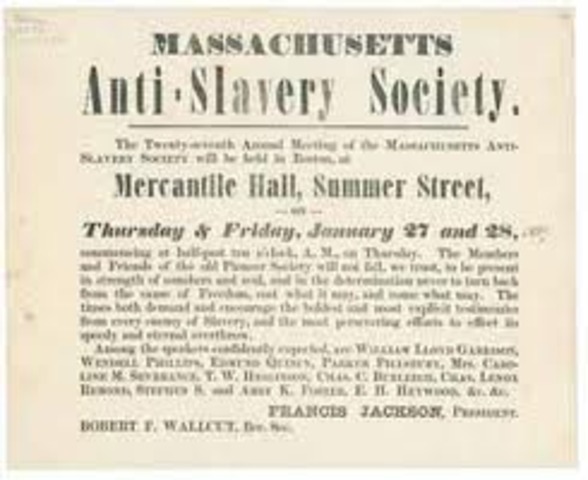 MASSACHUSETTS
Anti-Slavery Society.
The Twenty-seventh Annual Meeting of the MASSACHUSETTS ANTI-
SLAVERY SOCIETY will be held in Boston, at
Mercantile Hall, Summer Street,
—ON—
Thursday & Friday, January 27 and 28,
commencing at half-past ten o'clock, A. M., on Thursday. The Members
and Friends of the old Pioneer Society will not fail, we trust, to be present
in strength of numbers and zeal, and in the determination never to turn back
from the cause of Freedom, cost what it may, and come what may. The
times both demand and encourage the boldest and most explicit testimonies
from every enemy of Slavery, and the most persevering efforts to effect its
speedy and eternal overthrow.
Among the speakers confidently expected, are WILLIAM LLOYD GARRISON,
WENDELL PHILLIPS, EDMUND QUINCY, PARKER PILLSBURY, MRS. CARO-
LINE M. SEVERANCE, T. W. HIGGINSON, CHAS. C. BURLEIGH, CHAS. LENOX
REMOND, STEPHEN S. and ABBY K. FOSTER, E. H. HEYWOOD, &c. &c.
FRANCIS JACKSON, PRESIDENT.
ROBERT F. WALLCUT, Rec. Sec.